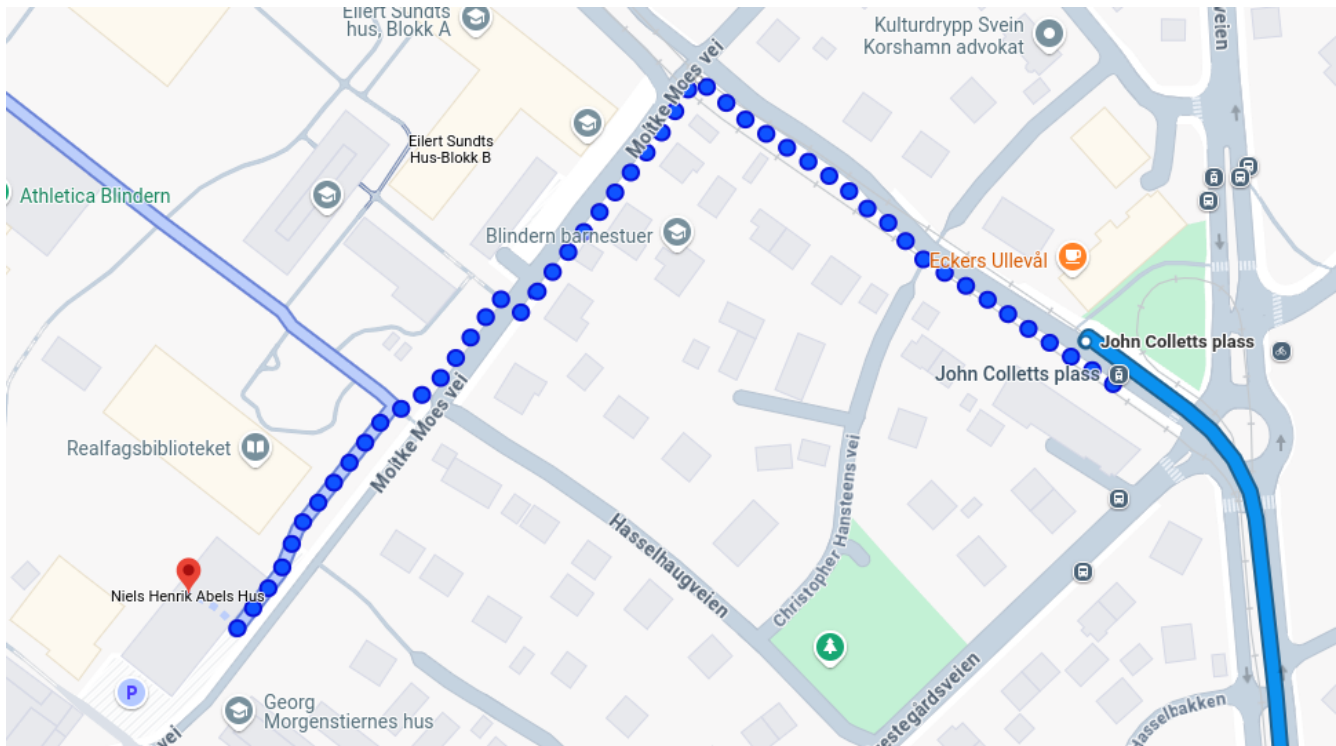 Eilert Sundts
hus, Blokk A
Kulturdrypp Svein
Korshamn advokat
sveien
Moltke Moes vei
Eilert Sundts
Hus-Blokk B
Athletica Blindern
Blindern barnestuer
Eckers Ullevål
John Colletts plass
John Colletts plass
Moltke Moes vei
Realfagsbiblioteket
Christopher Hansteens vei
Hasselhaugveien
Niels Henrik Abels Hus
P
Georg
Morgenstiernes hus
vei
restegårdsveien
Hasselbakken